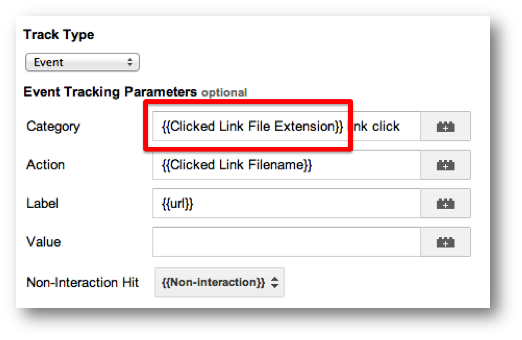 Track Type
Event
Event Tracking Parameters optional
Category {{Clicked Link File Extension}} nk click
Action {{Clicked Link Filename}}
Label {{url}}
Value
Non-Interaction Hit {{Non-interaction}}